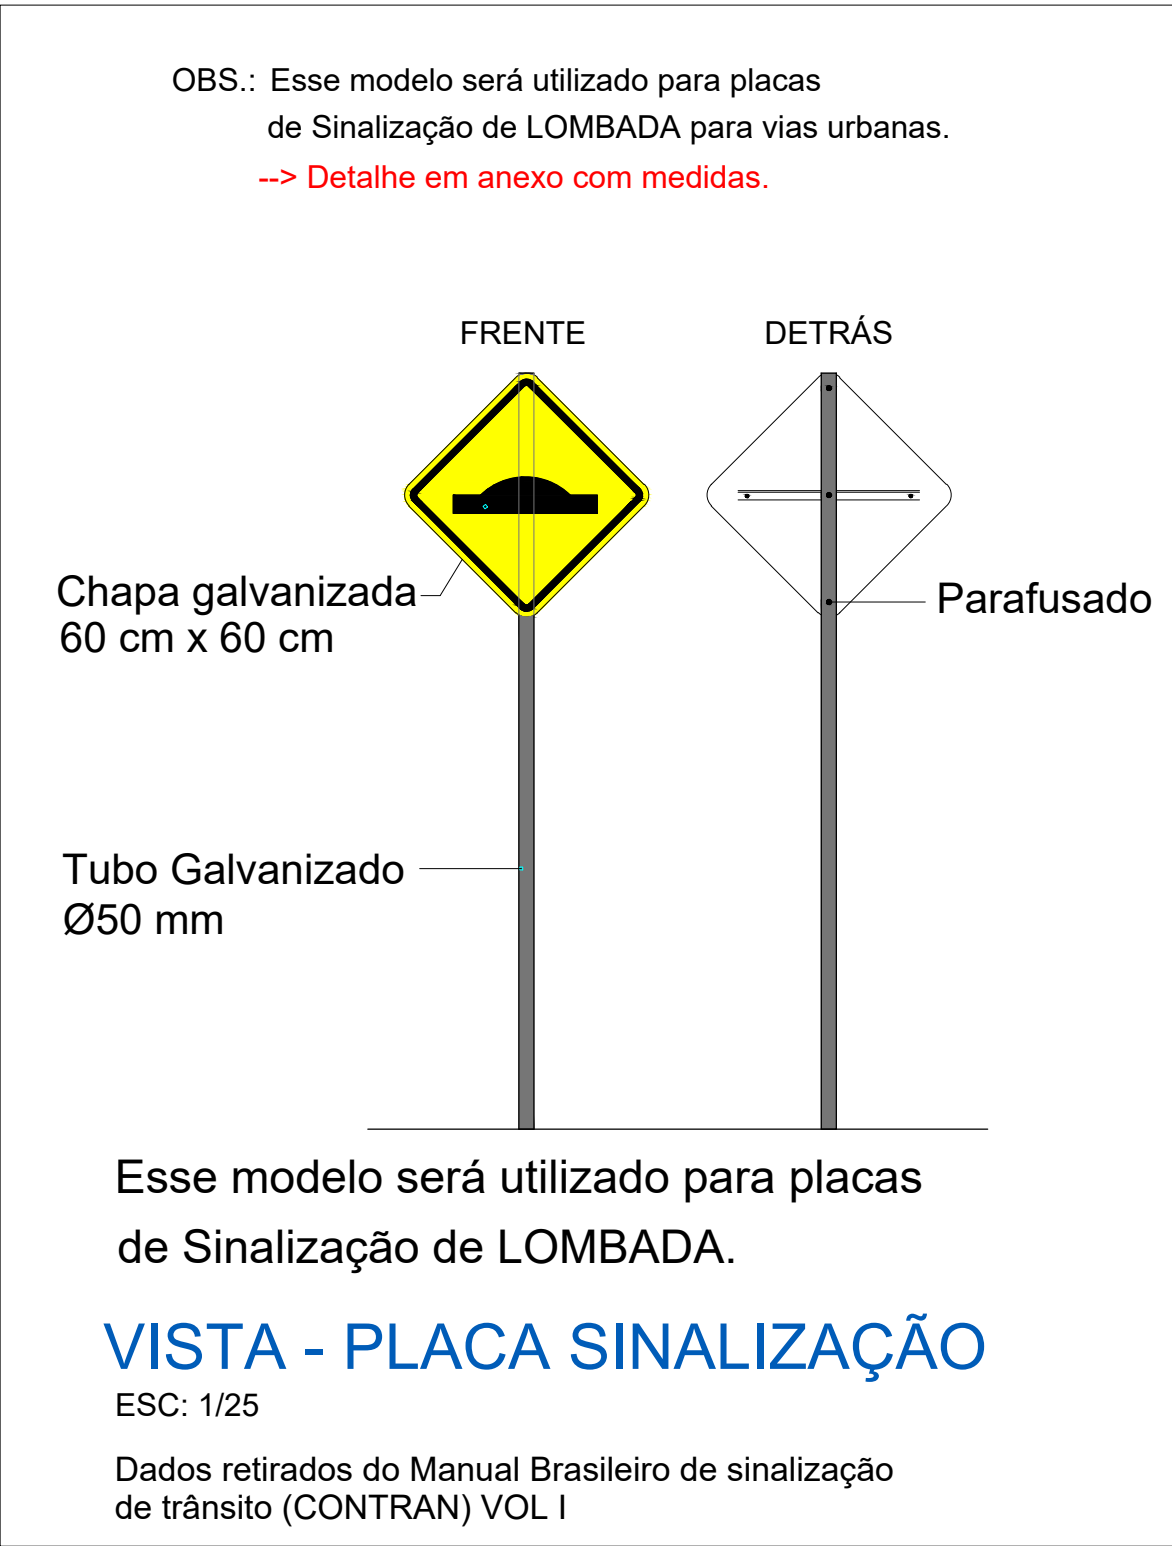 OBS.: Esse modelo será utilizado para placas
de Sinalização de LOMBADA para vias urbanas.
--> Detalhe em anexo com medidas.
FRENTE
DETRÁS
Chapa galvanizada
60 cm x 60 cm
Parafusado
Tubo Galvanizado
Ø50 mm
Esse modelo será utilizado para placas
de Sinalização de LOMBADA.
VISTA - PLACA SINALIZAÇÃO
ESC: 1/25
Dados retirados do Manual Brasileiro de sinalização
de trânsito (CONTRAN) VOL I